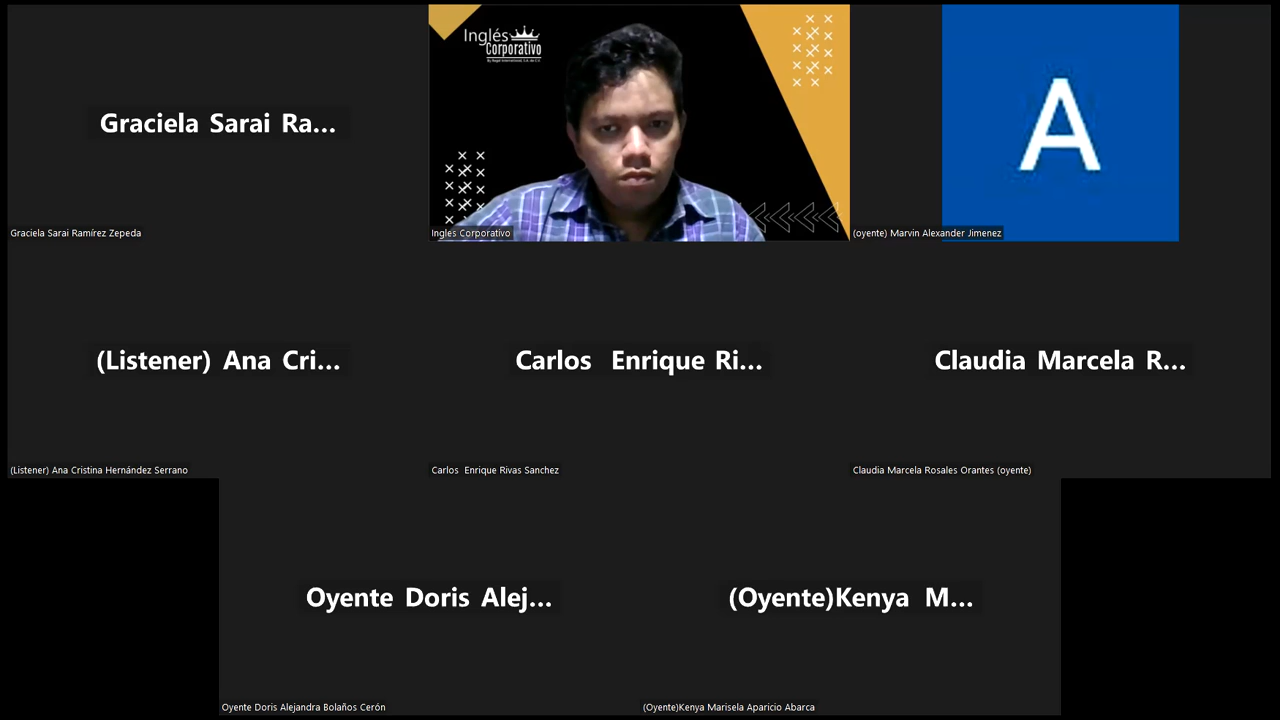 Graciela Sarai Ra...
Graciela Sarai Ramírez Zepeda
Inglés
Corporativo
Ingles Corporativo
A
(oyente) Marvin Alexander Jimenez
(Listener) Ana Cri...
(Listener) Ana Cristina Hernández Serrano
Carlos Enrique Ri...
Carlos Enrique Rivas Sanchez
Claudia Marcela R...
Claudia Marcela Rosales Orantes (oyente)
Oyente Doris Alej...
Oyente Doris Alejandra Bolaños Cerón
(Oyente)Kenya M...
(Oyente)Kenya Marisela Aparicio Abarca